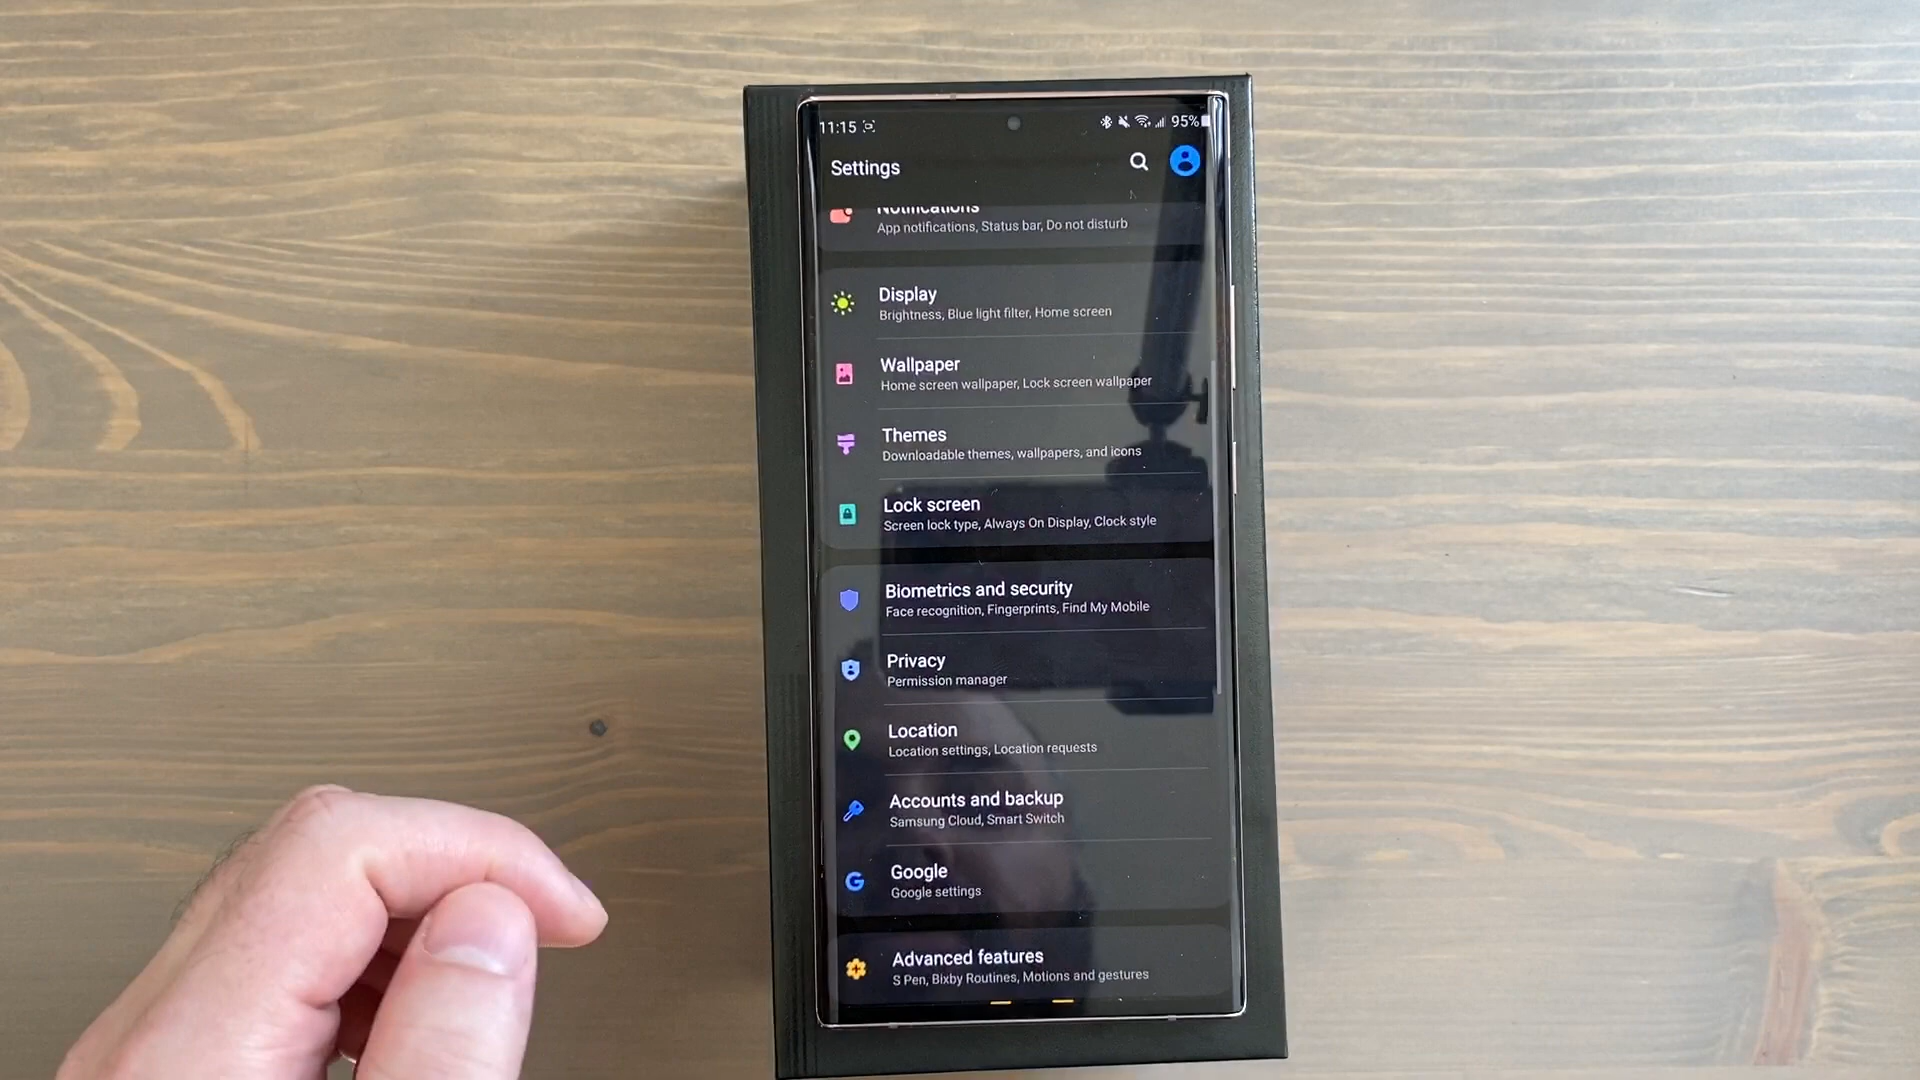 11:15
95%
Settings
Notifications
App notifications, Status bar, Do not disturb
Display
Brightness, Blue light filter, Home screen
Wallpaper
Home screen wallpaper, Lock screen wallpaper
Themes
Downloadable themes, wallpapers, and icons
Lock screen
Screen lock type, Always On Display, Clock style
Biometrics and security
Face recognition, Fingerprints, Find My Mobile
Privacy
Permission manager
Location
Location settings, Location requests
Accounts and backup
Samsung Cloud, Smart Switch
Google
Google settings
Advanced features
S Pen, Bixby Routines, Motions and gestures